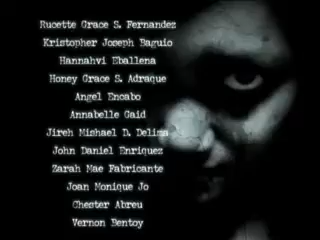 Rucette Grace S. Fernandez
Kristopher Joseph Baguio
Hannahvi Eballena
Honey Grace S. Adraque
Angel Encabo
Annabelle Gaid
Jireh Mishael D. Delima
John Daniel Enriquez
Zarah Mae Fabricante
Joan Monique Jo
Chester Abreu
Vernon Bentoy